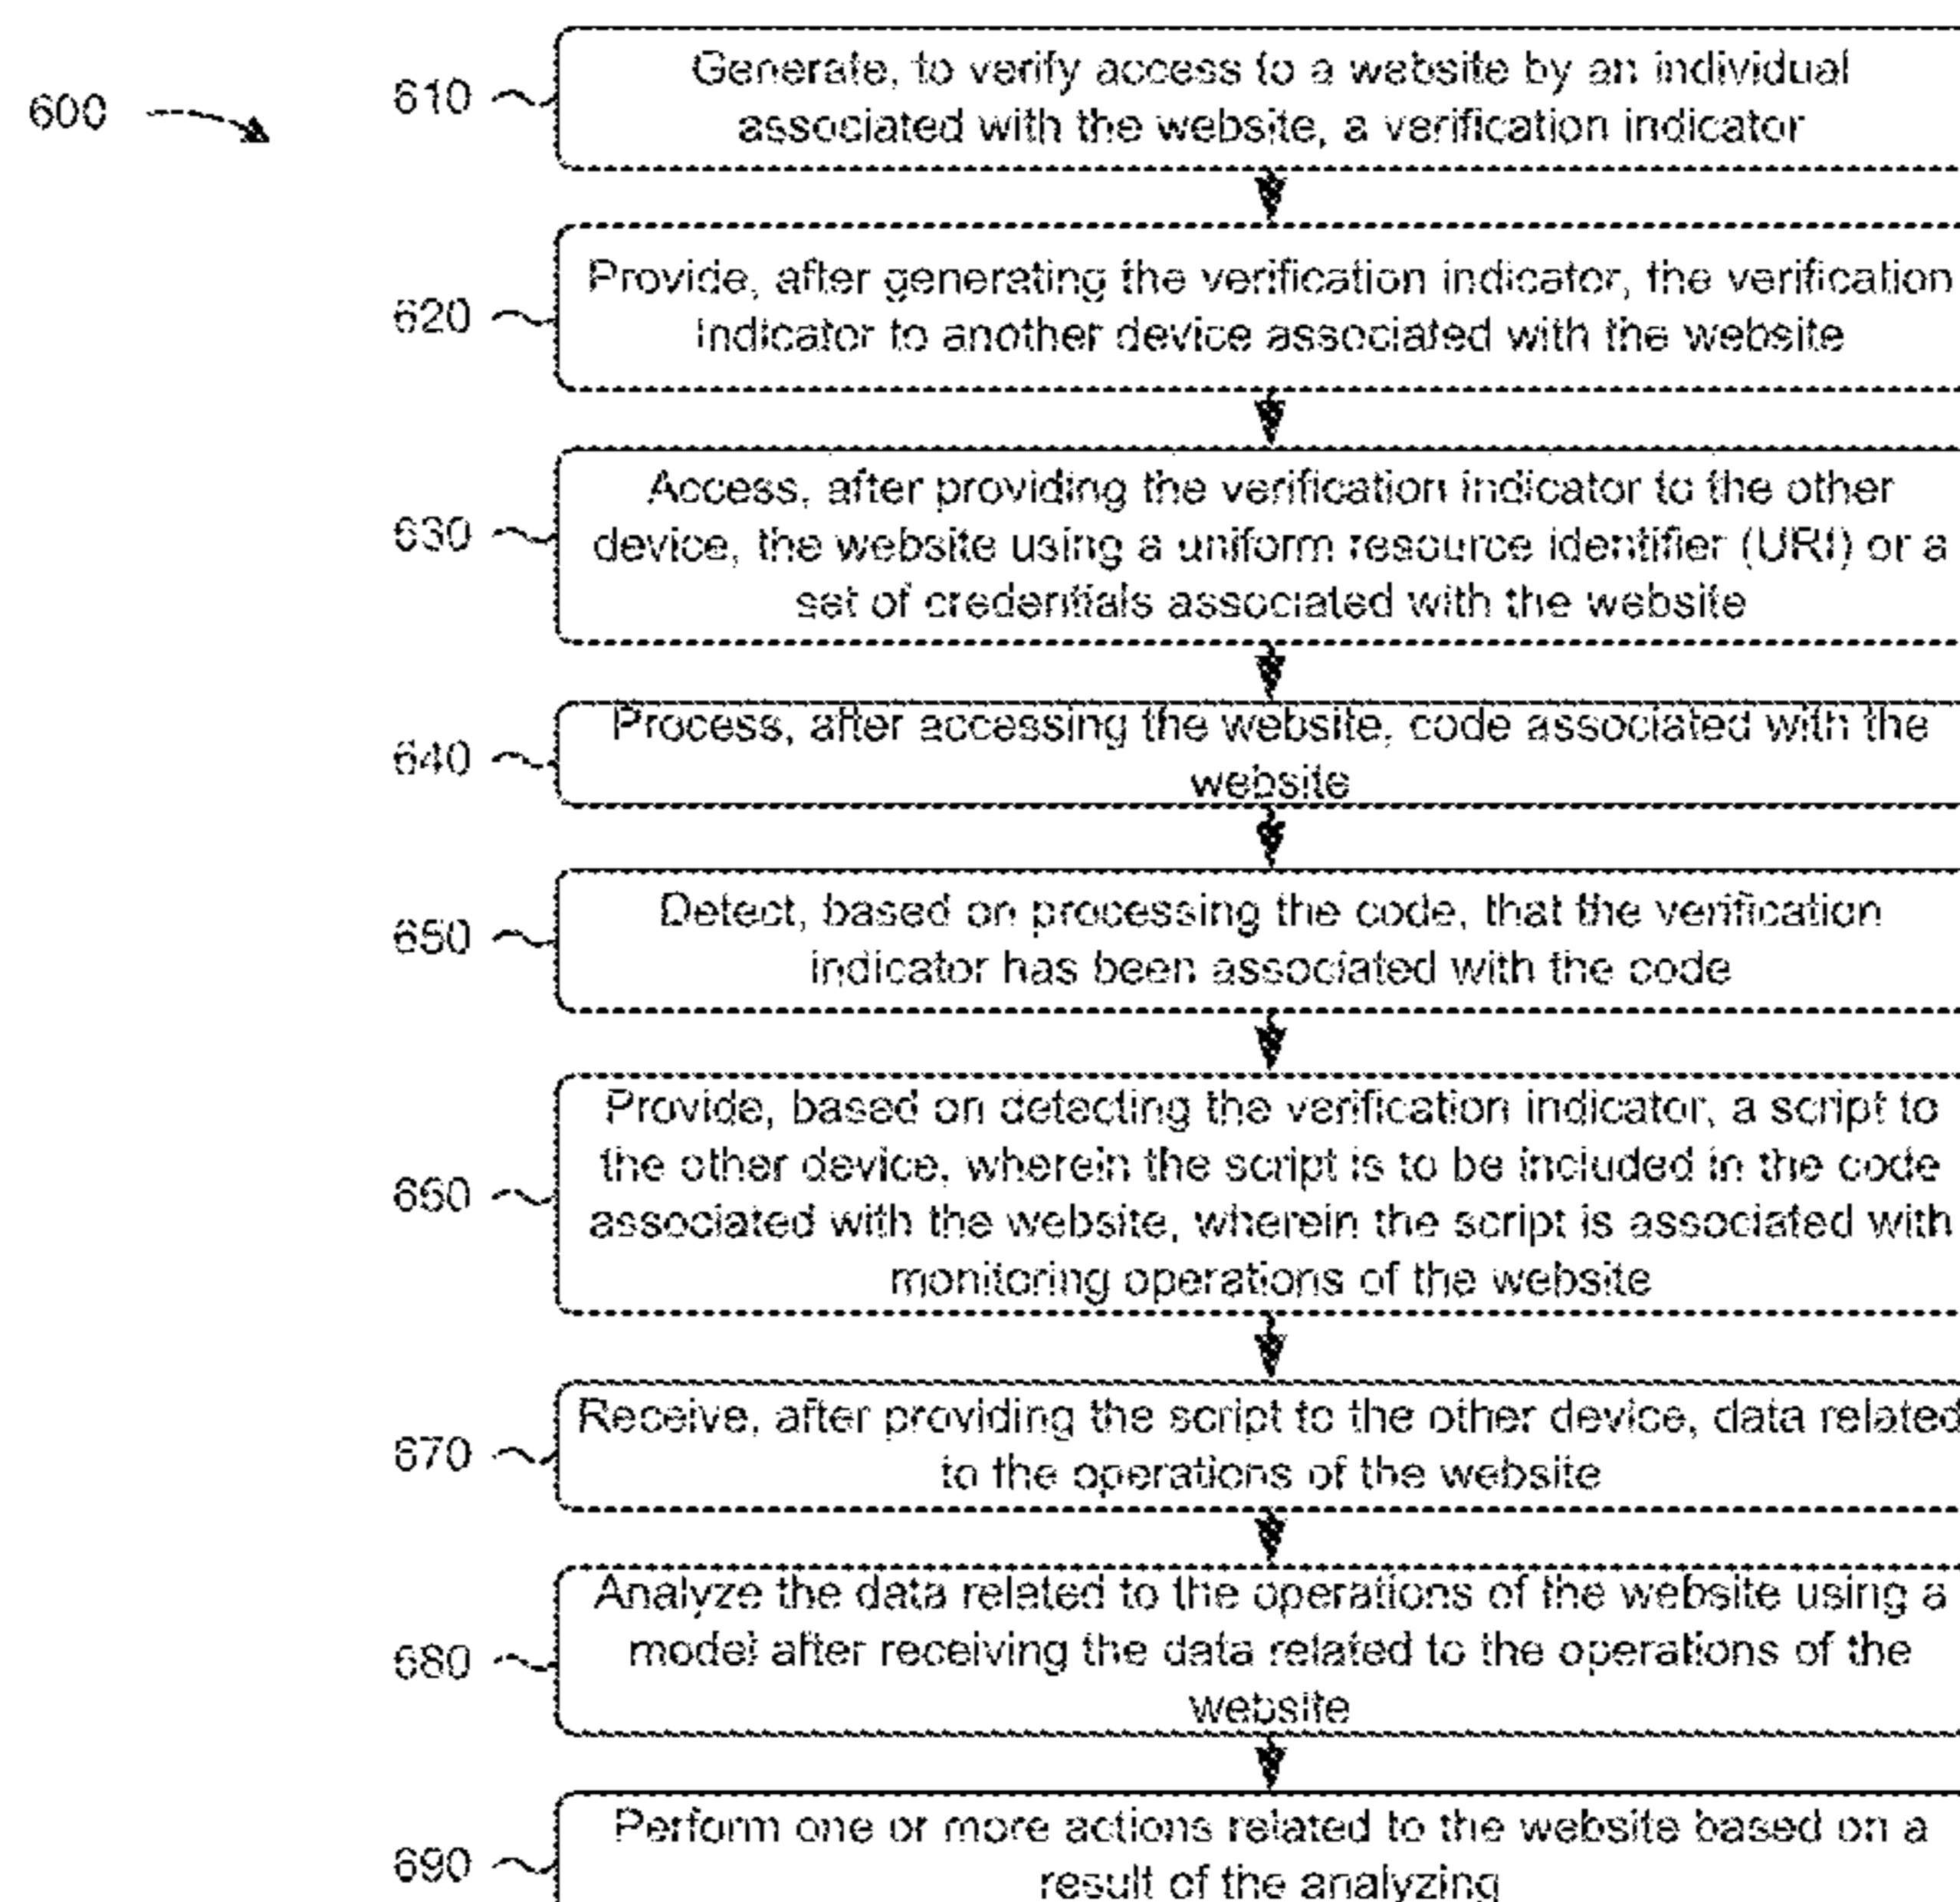 600
610
Generate, to verify access to a website by an individual
associated with the website, a verification indicator
620
Provide, after generating the verification indicator, the verification
indicator to another device associated with the website
630
Access, after providing the verification indicator to the other
device, the website using a uniform resource identifier (URI) or a
set of credentials associated with the website
640
Process, after accessing the website, code associated with the
website
650
Detect, based on processing the code, that the verification
indicator has been associated with the code
660
Provide, based on detecting the verification indicator, a script to
the other device, wherein the script is to be included in the code
associated with the website, wherein the script is associated with
monitoring operations of the website
670
Receive, after providing the script to the other device, data related
to the operations of the website
680
Analyze the data related to the operations of the website using a
model after receiving the data related to the operations of the
website
690
Perform one or more actions related to the website based on a
result of the analyzing